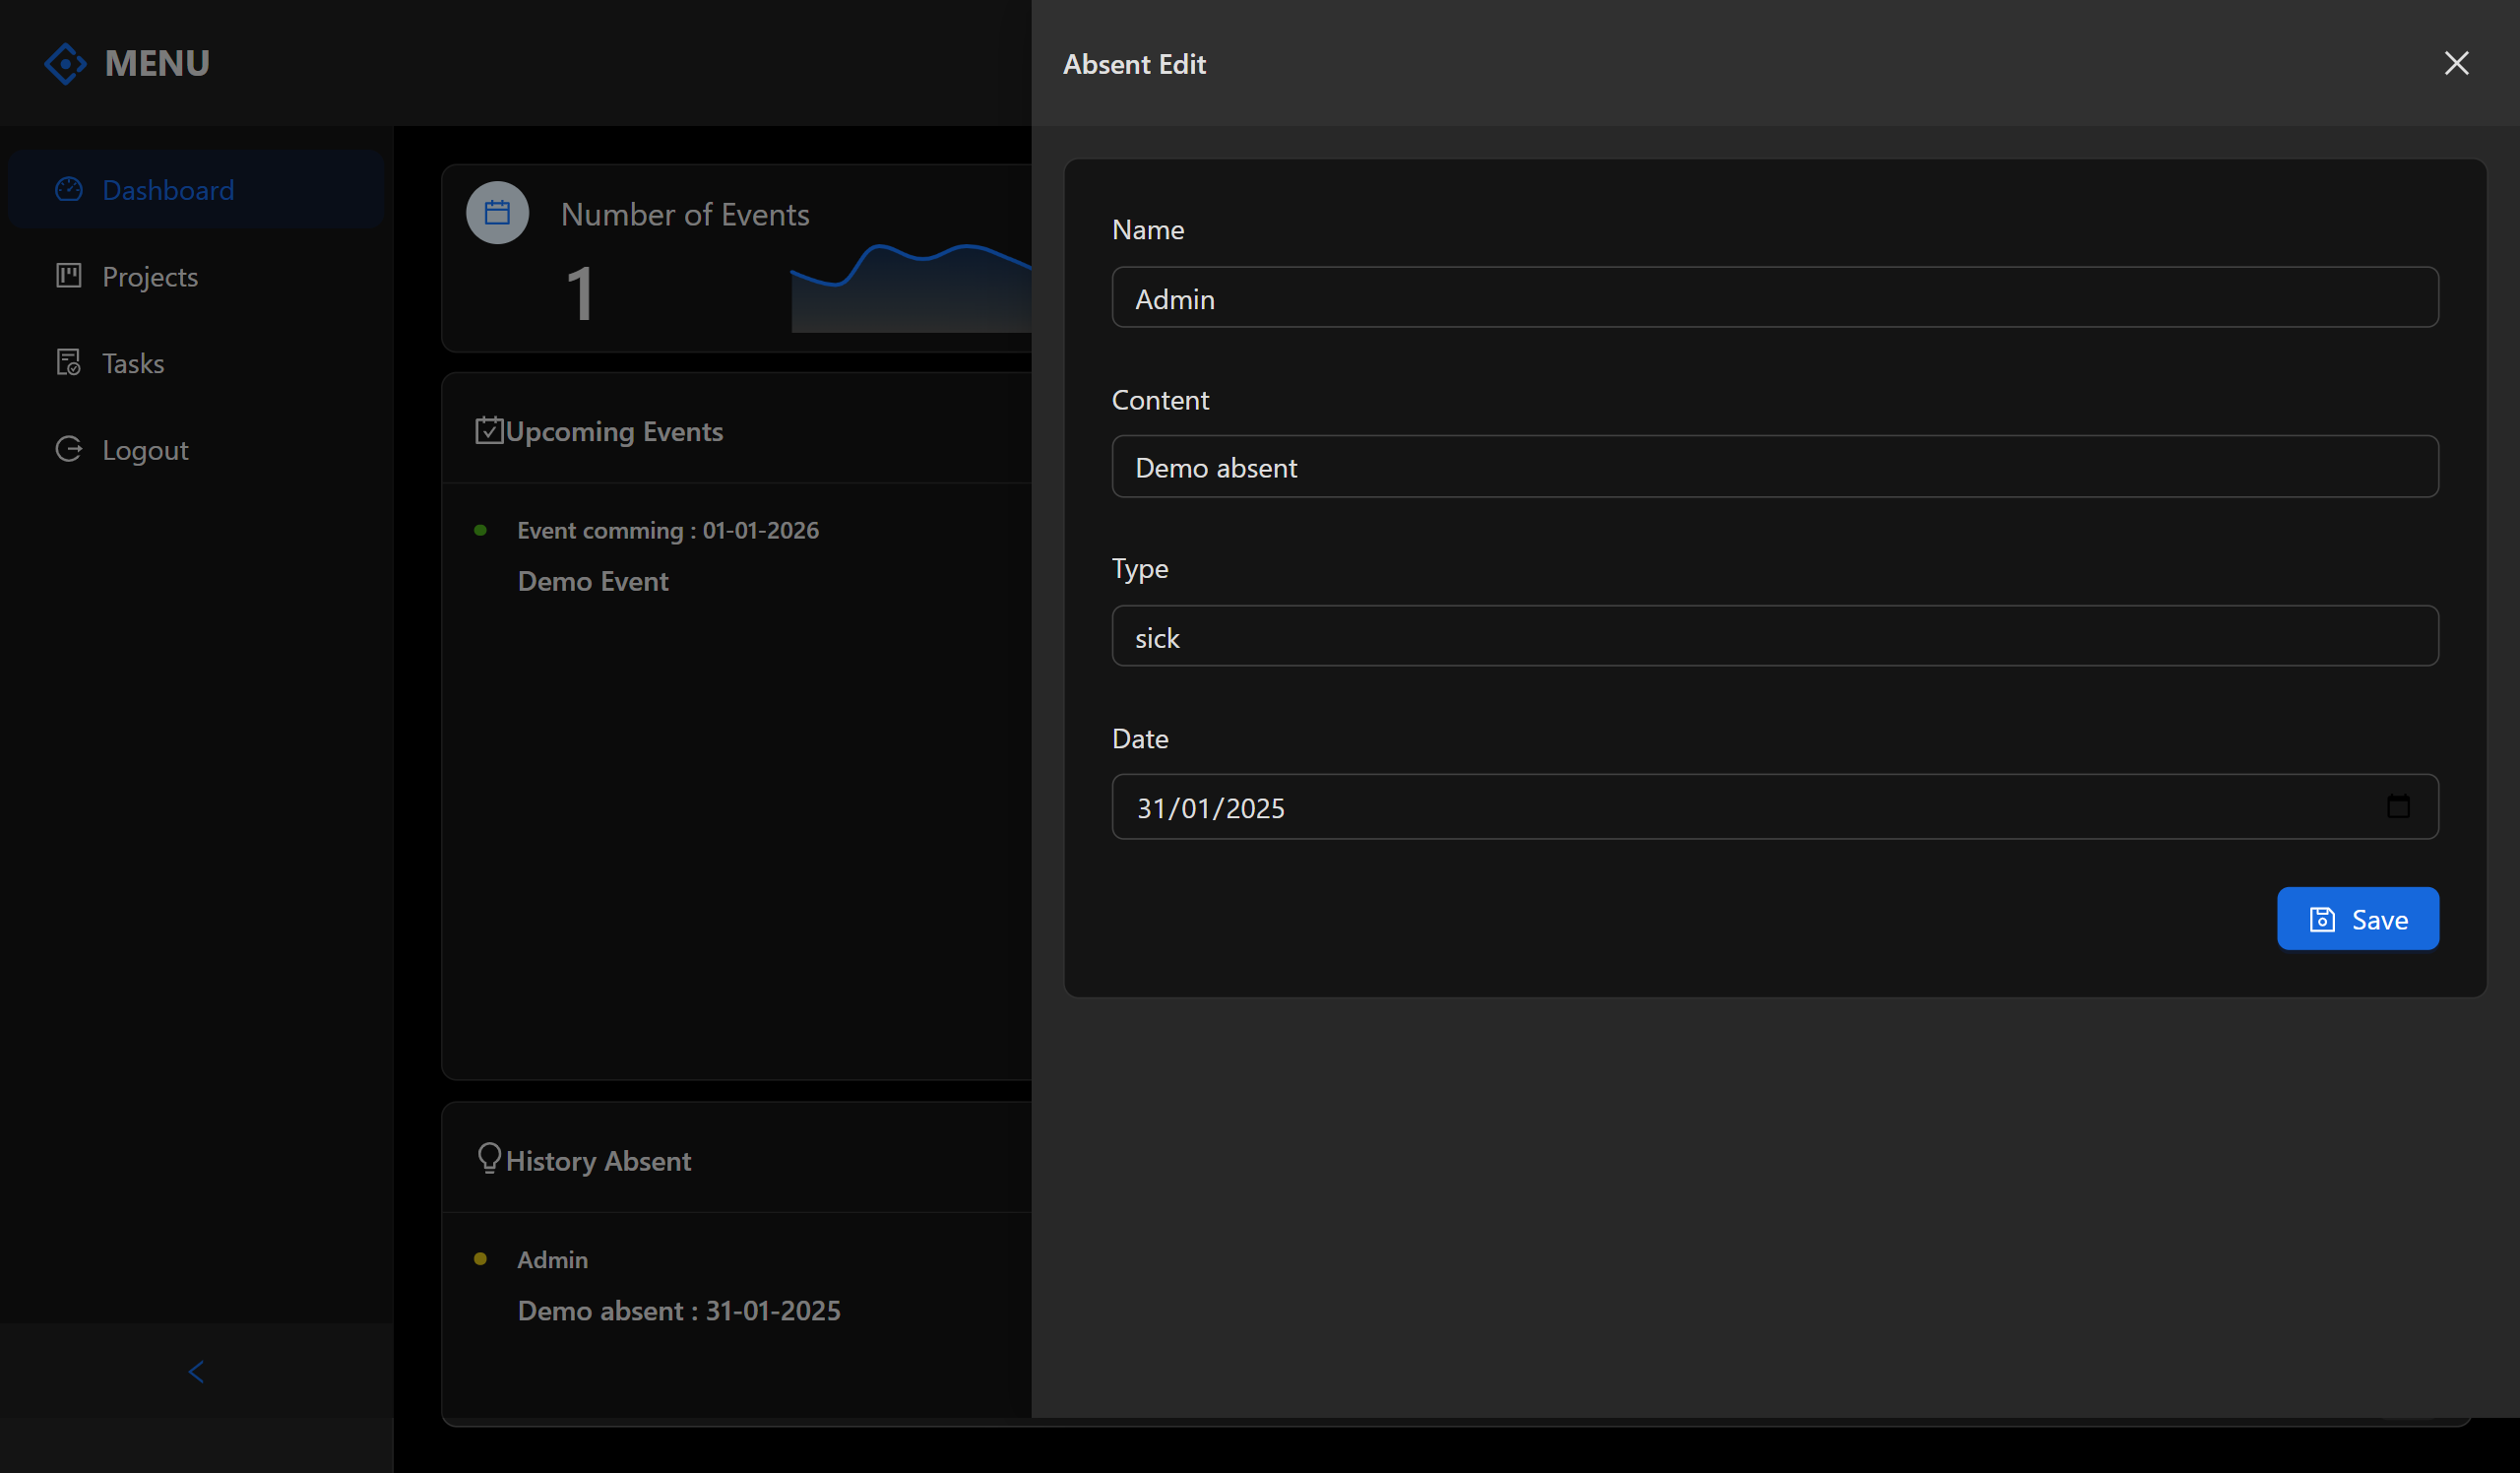 MENU
Dashboard
Projects
Tasks
Logout
Number of Events
1
Upcoming Events
Event comming : 01-01-2026
Demo Event
History Absent
Admin
Demo absent : 31-01-2025
Absent Edit
Name
Admin
Content
Demo absent
Type
sick
Date
31/01/2025
Save